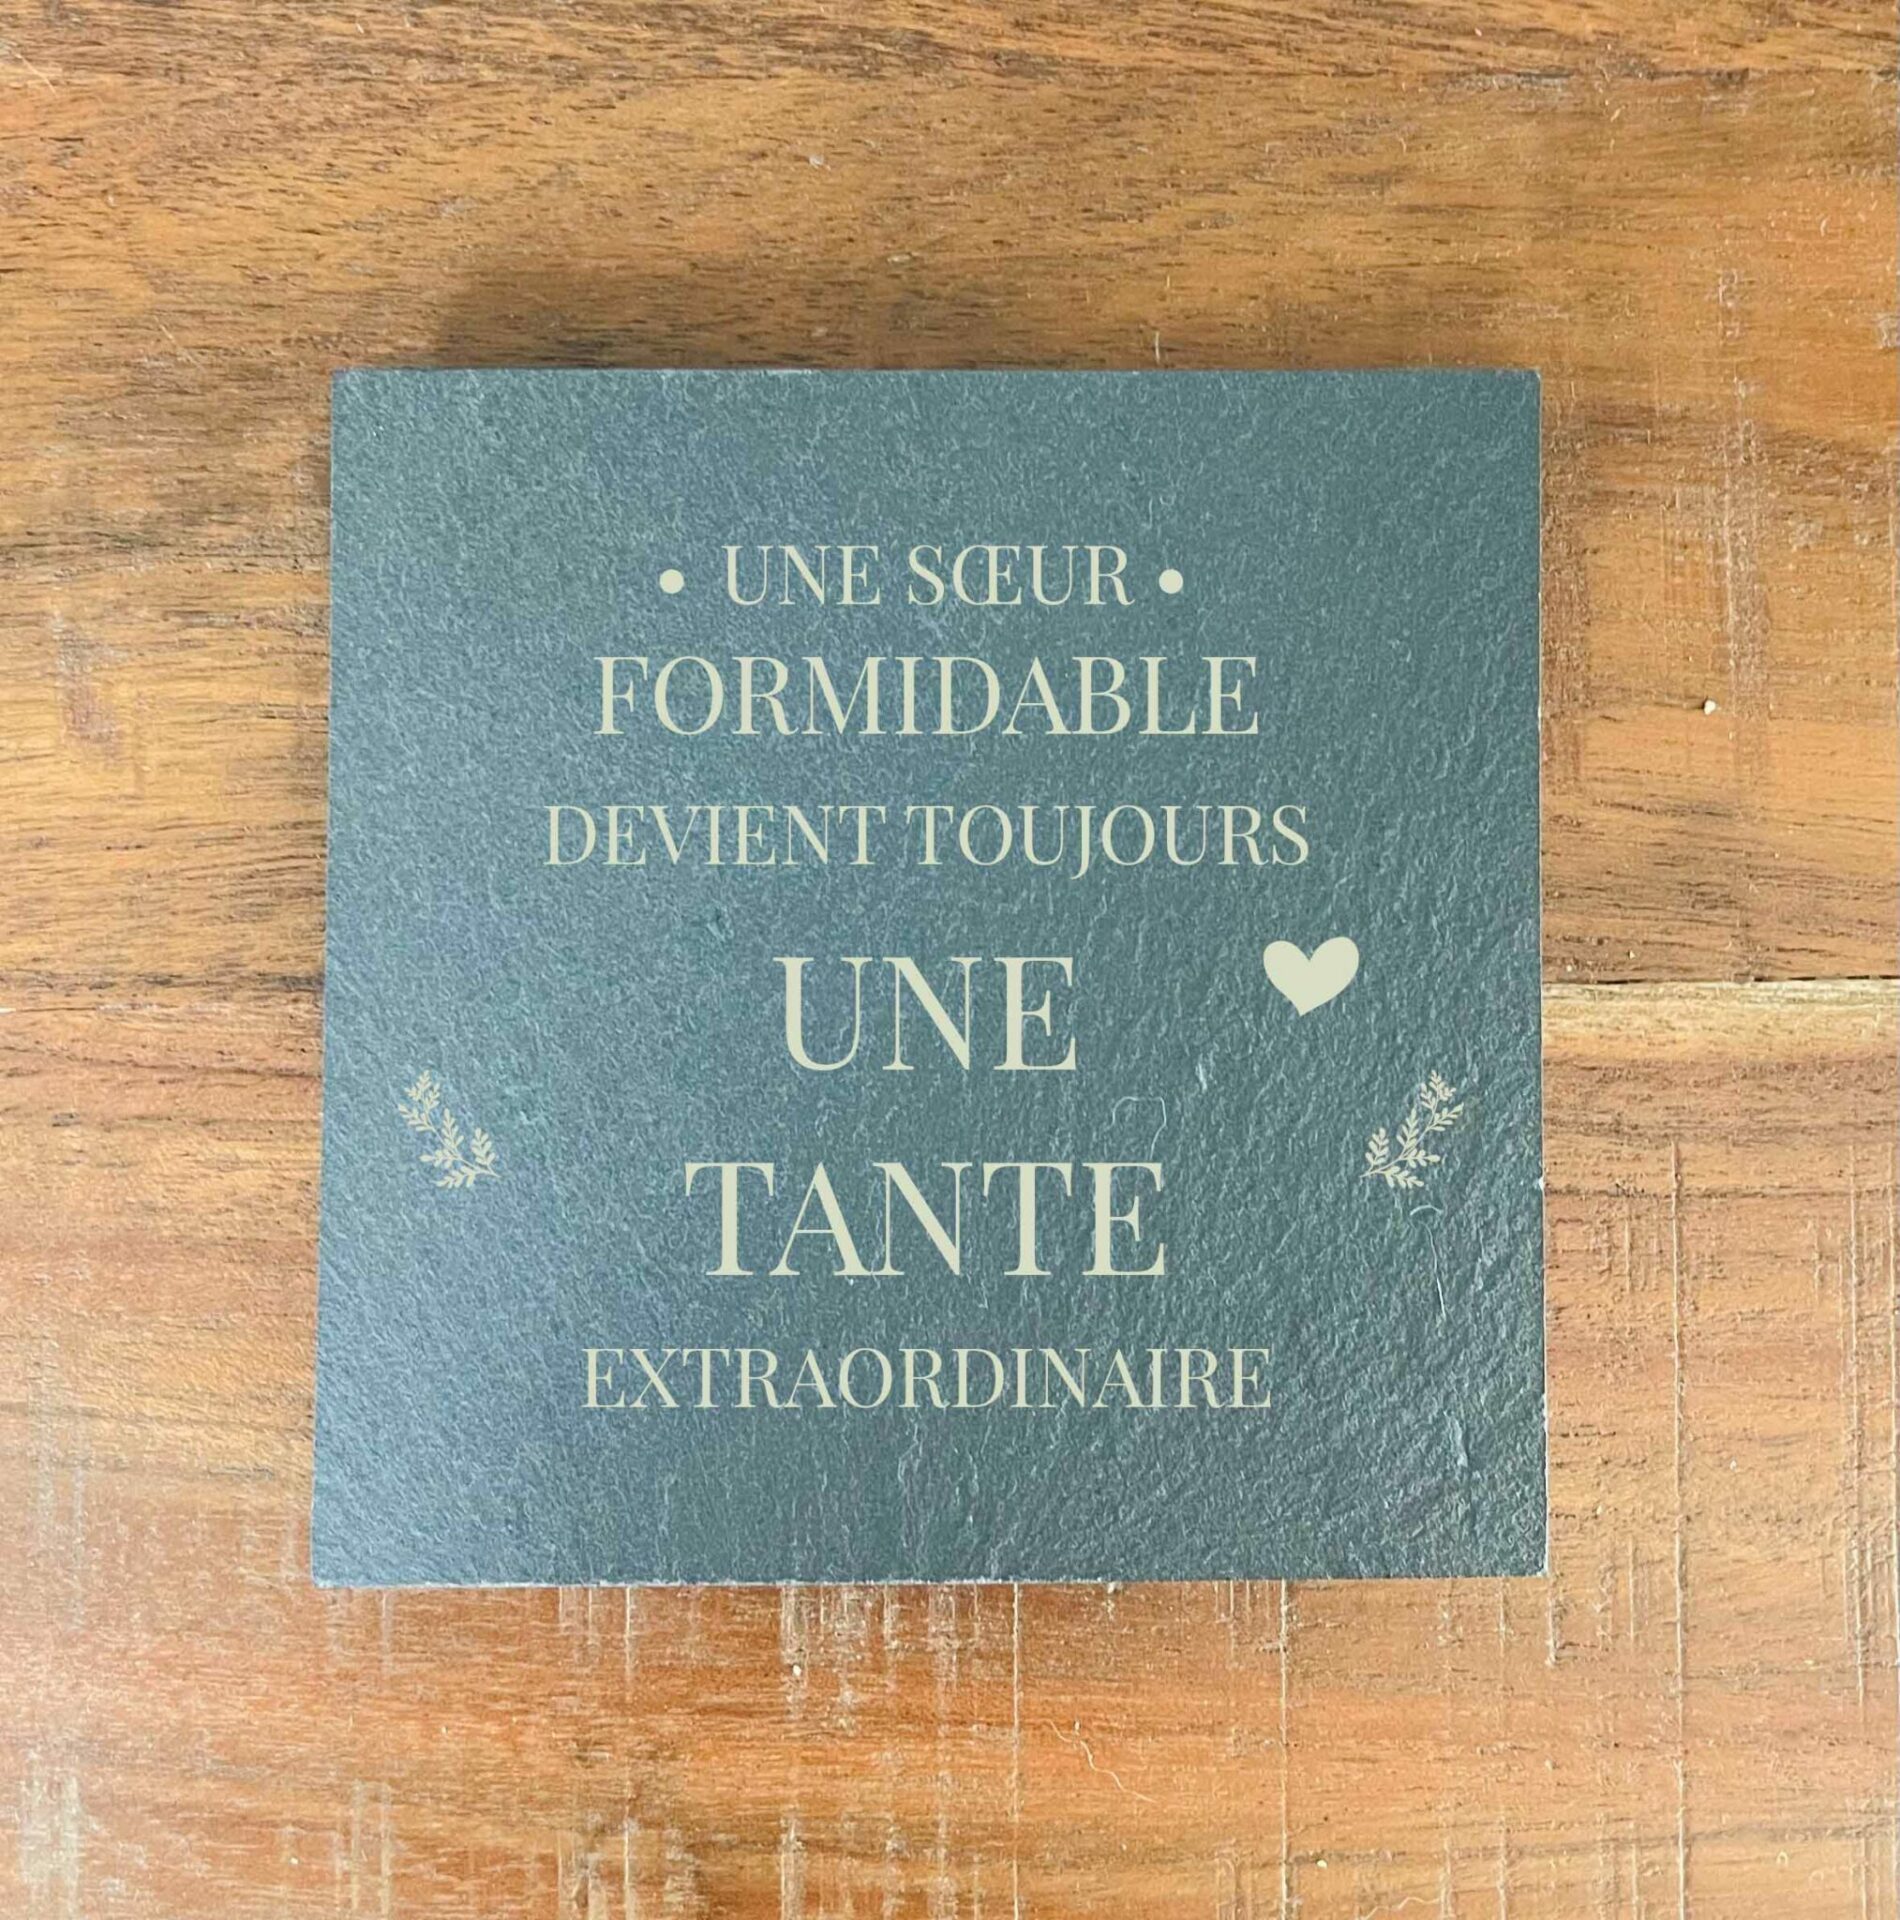 • UNE SŒUR •
FORMIDABLE
DEVIENT TOUJOURS
UNE
TANTE
EXTRAORDINAIRE